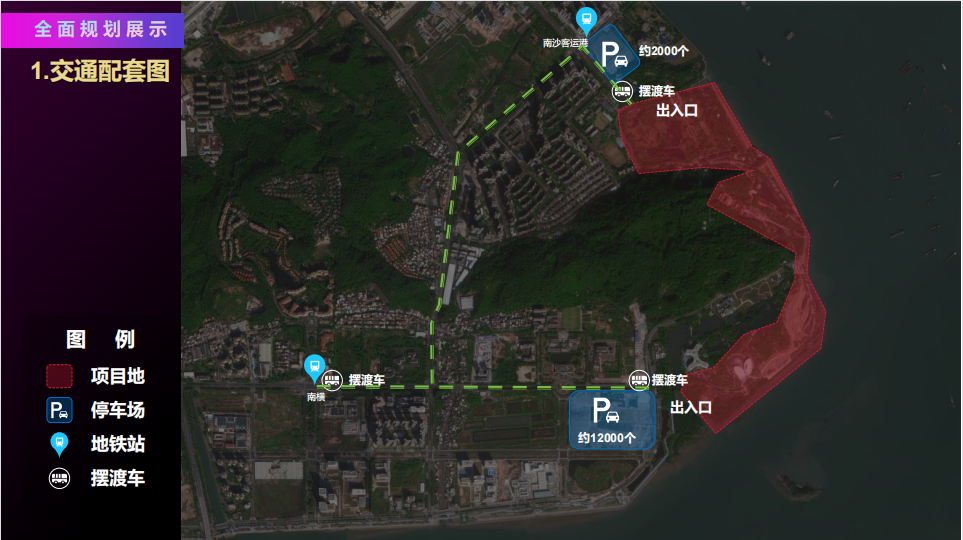 全面规划展示
1.交通配套图
南沙客运港
P
约2000个
摆渡车
出入口
南横
摆渡车
摆渡车
出入口
P
约12000个
图 例
项目地
P
停车场
地铁站
摆渡车